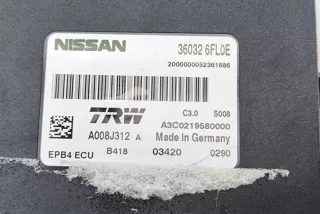 NISSAN 36032 6FL0E
2000000052361686
TRW C3.0 S008
A3C0219580000
A008J312 A Made in Germany
EPB4 ECU B418 03420 0290